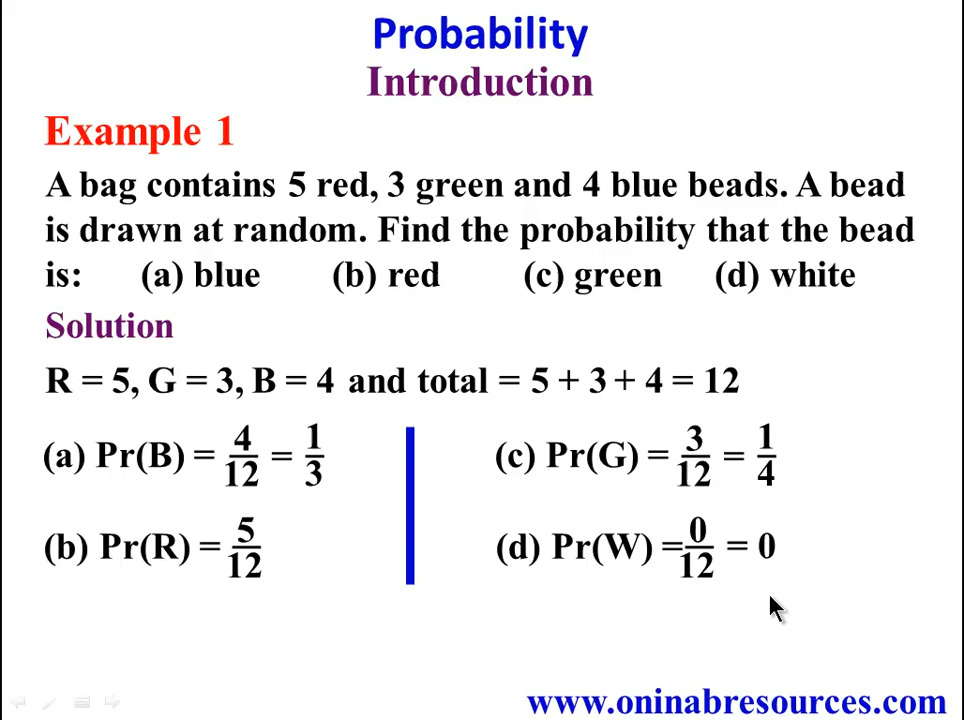 Probability
Introduction
Example 1
A bag contains 5 red, 3 green and 4 blue beads. A bead
is drawn at random. Find the probability that the bead
is: (a) blue (b) red (c) green (d) white
Solution
R = 5, G = 3, B = 4 and total = 5 + 3 + 4 = 12
(a) Pr(B) = 4/12 = 1/3
(b) Pr(R) = 5/12
(c) Pr(G) = 3/12 = 1/4
(d) Pr(W) = 0/12 = 0
www.oninabresources.com